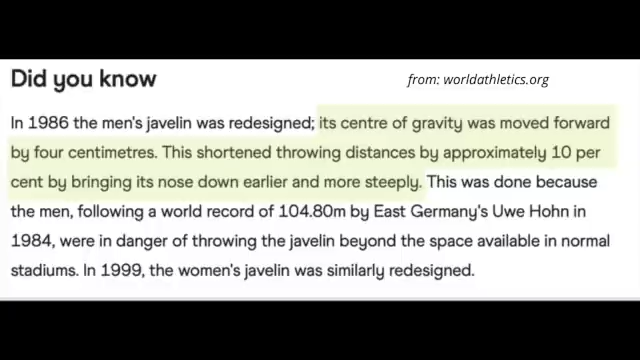 Did you know
from: worldathletics.org
In 1986 the men's javelin was redesigned; its centre of gravity was moved forward
by four centimetres. This shortened throwing distances by approximately 10 per
cent by bringing its nose down earlier and more steeply. This was done because
the men, following a world record of 104.80m by East Germany's Uwe Hohn in
1984, were in danger of throwing the javelin beyond the space available in normal
stadiums. In 1999, the women's javelin was similarly redesigned.